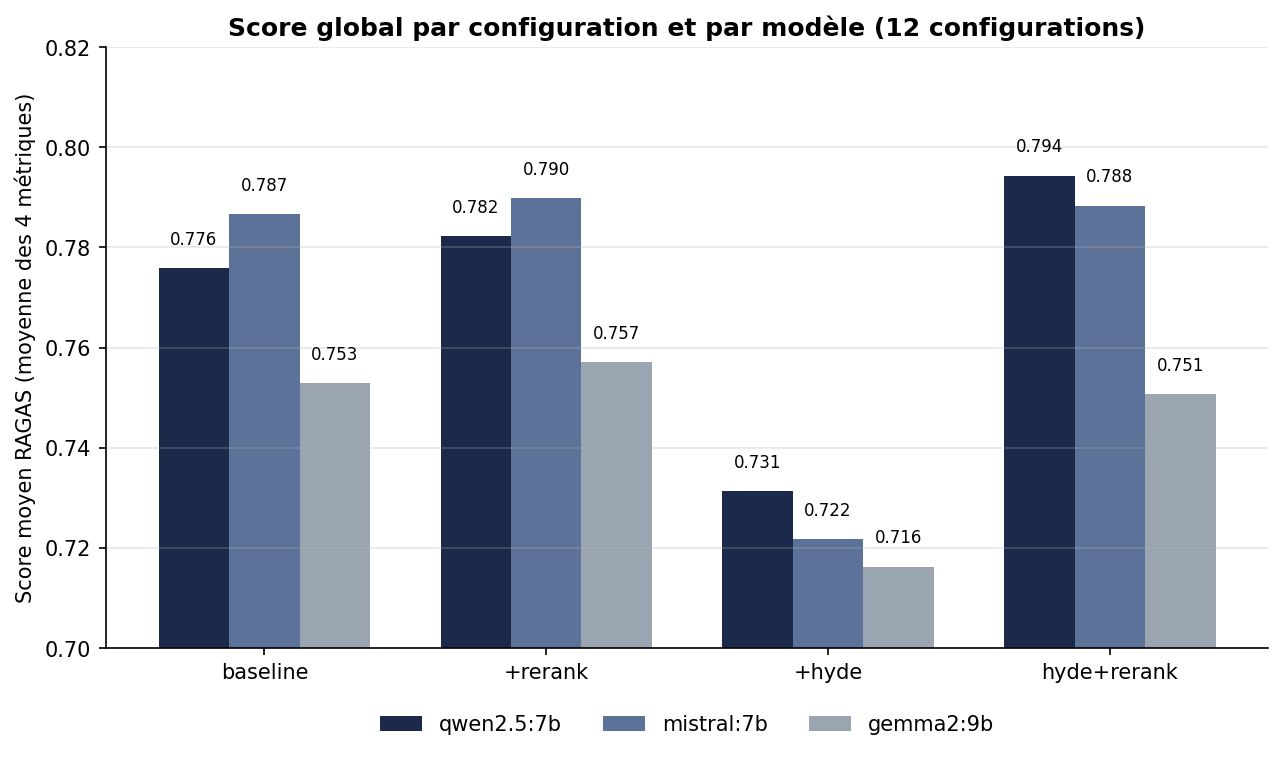 Score global par configuration et par modèle (12 configurations)
Score moyen RAGAS (moyenne des 4 métriques)
0.82
0.80
0.78
0.76
0.74
0.72
0.70
0.776
0.787
0.753
0.782
0.790
0.757
0.731
0.722
0.716
0.794
0.788
0.751
baseline
+rerank
+hyde
hyde+rerank
qwen2.5:7b
mistral:7b
gemma2:9b